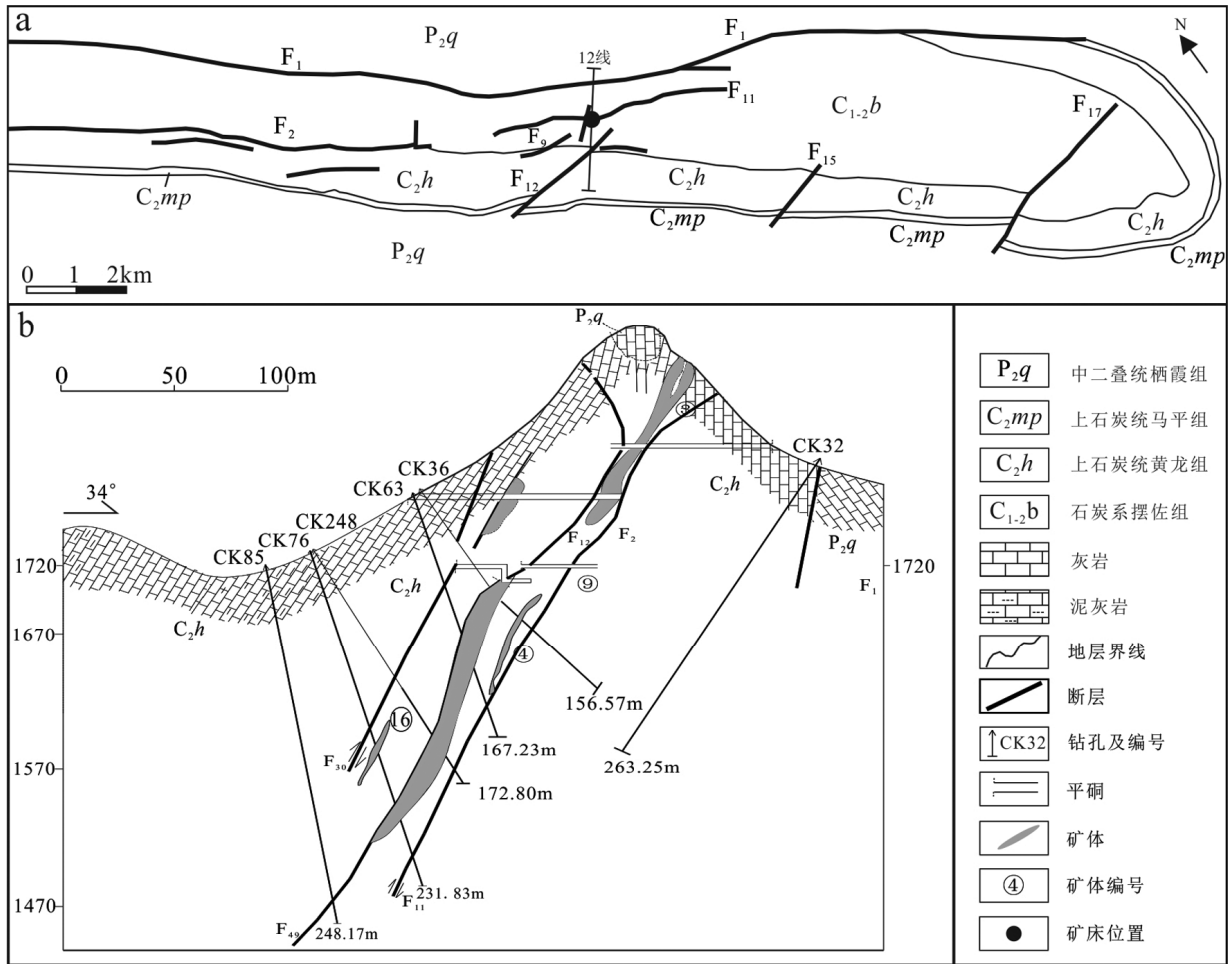 a
P₂q
F₁
F₁
N
12线
F₁₁
C₁₋₂b
F₁₇
F₂
F₉
F₁₅
F₁₂
C₂h
C₂h
C₂h
C₂h
C₂mp
C₂mp
C₂mp
C₂mp
P₂q
0 1 2km
b
P₂q
0 50 100m
③
CK32
CK36
C₂h
CK63
34°
CK248
F₁₂
F₂
P₂q
CK76
CK85
1720
1720
C₂h
⑨
F₁
C₂h
1670
④
156.57m
⑯
167.23m
263.25m
1570
F₃₀
172.80m
231.83m
1470
F₁₁
F₄₉
248.17m
P₂q 中二叠统栖霞组
C₂mp 上石炭统马平组
C₂h 上石炭统黄龙组
C₁₋₂b 石炭系摆佐组
灰岩
泥灰岩
地层界线
断层
CK32 钻孔及编号
平硐
矿体
④ 矿体编号
矿床位置